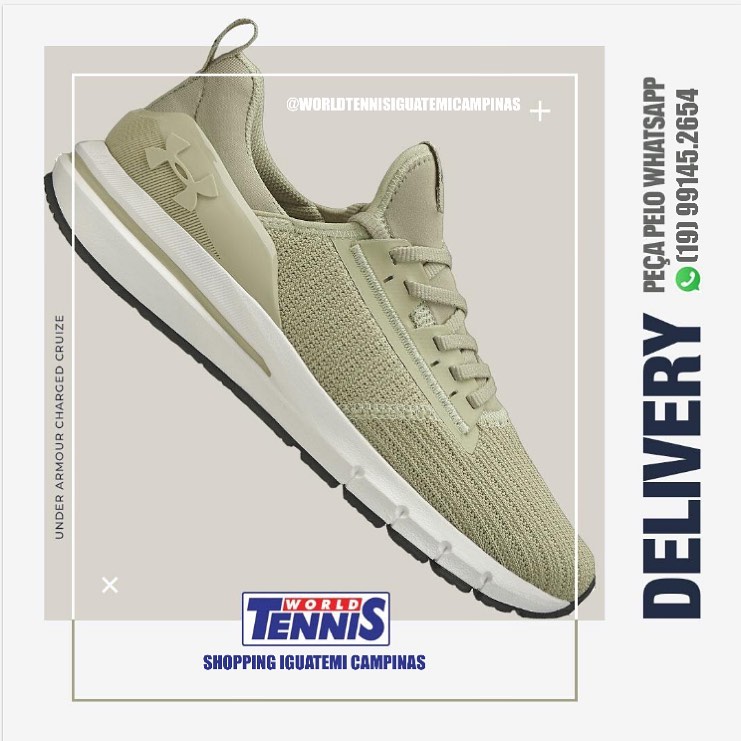 @WORLDTENNISIGUATEMICAMPINAS
UNDER ARMOUR CHARGED CRUIZE
WORLD
TENNIS
SHOPPING IGUATEMI CAMPINAS
DELIVERY
PEÇA PELO WHATSAPP
(19) 99145.2654